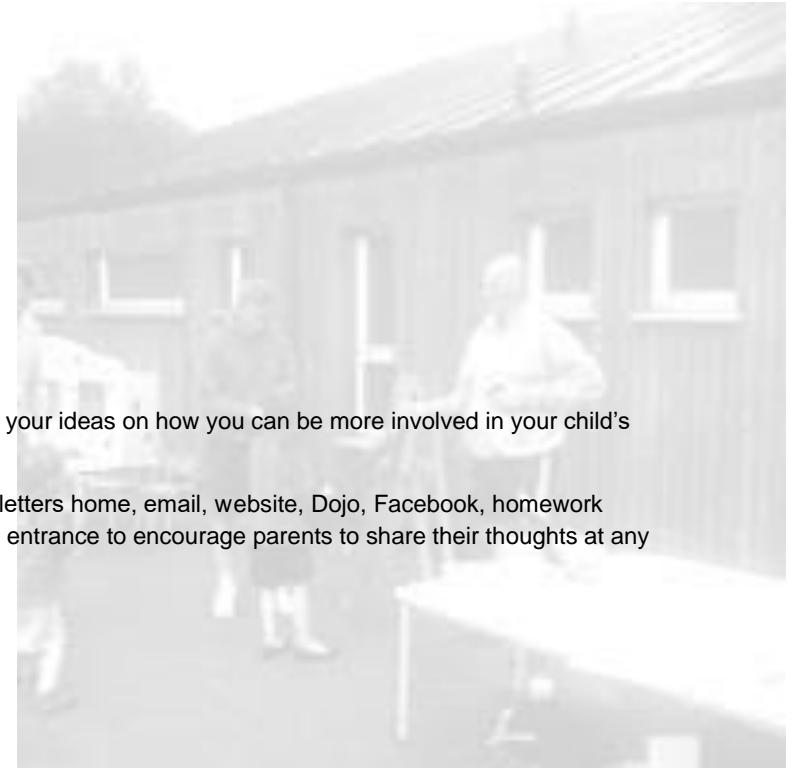 your ideas on how you can be more involved in your child’s
letters home, email, website, Dojo, Facebook, homework
entrance to encourage parents to share their thoughts at any